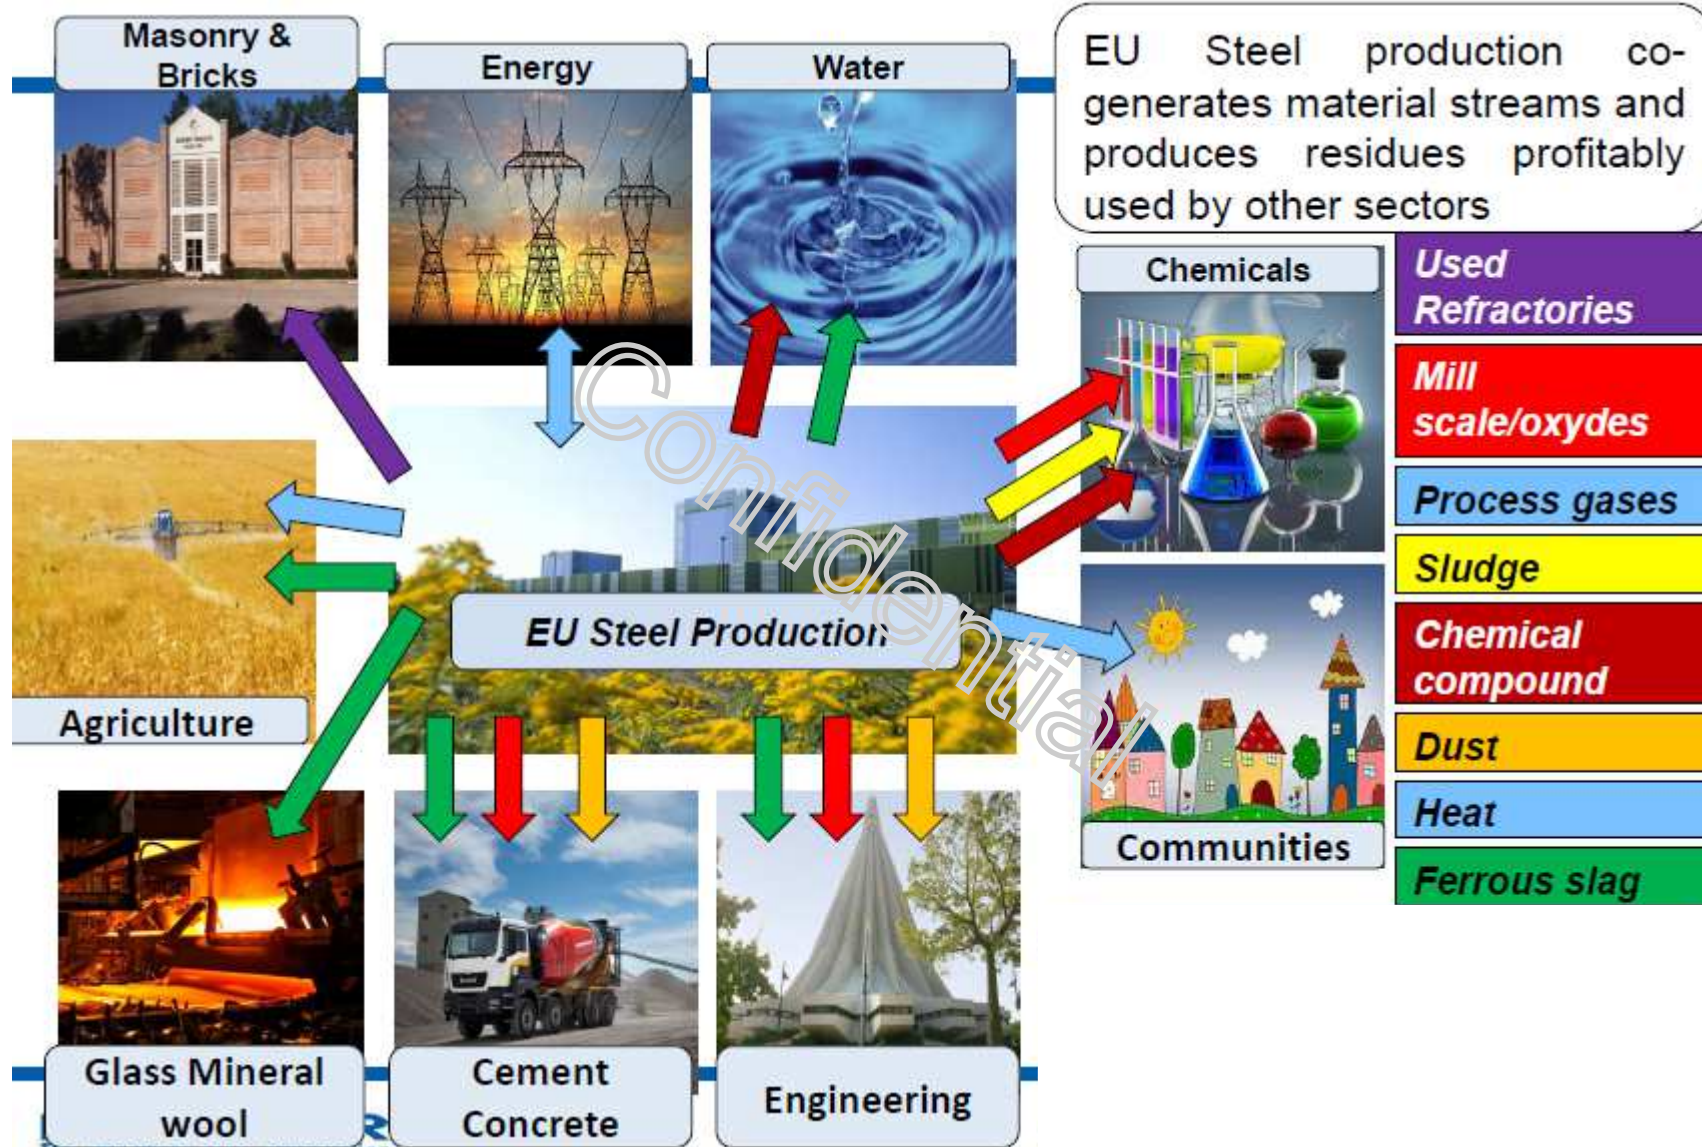 Masonry &
Bricks
Energy
Water
EU Steel production co-
generates material streams and
produces residues profitably
used by other sectors
Chemicals
Used
Refractories
Mill
scale/oxydes
Process gases
Sludge
Chemical
compound
Dust
Heat
Ferrous slag
Confidential
EU Steel Production
Agriculture
Communities
Glass Mineral
wool
Cement
Concrete
Engineering